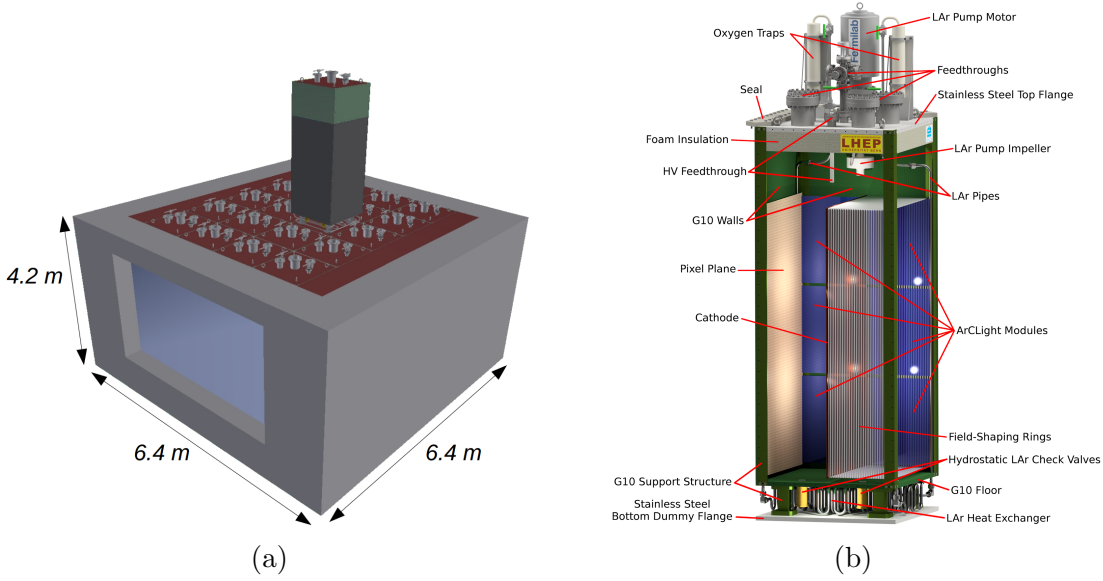 4.2 m
6.4 m
6.4 m
(a)
LAr Pump Motor
Oxygen Traps
Fermilab
Feedthroughs
Seal
Stainless Steel Top Flange
Foam Insulation
LHEP
LAr Pump Impeller
HV Feedthrough
LAr Pipes
G10 Walls
Pixel Plane
Cathode
ArCLight Modules
Field-Shaping Rings
Hydrostatic LAr Check Valves
G10 Support Structure
G10 Floor
Stainless Steel
Bottom Dummy Flange
LAr Heat Exchanger
(b)